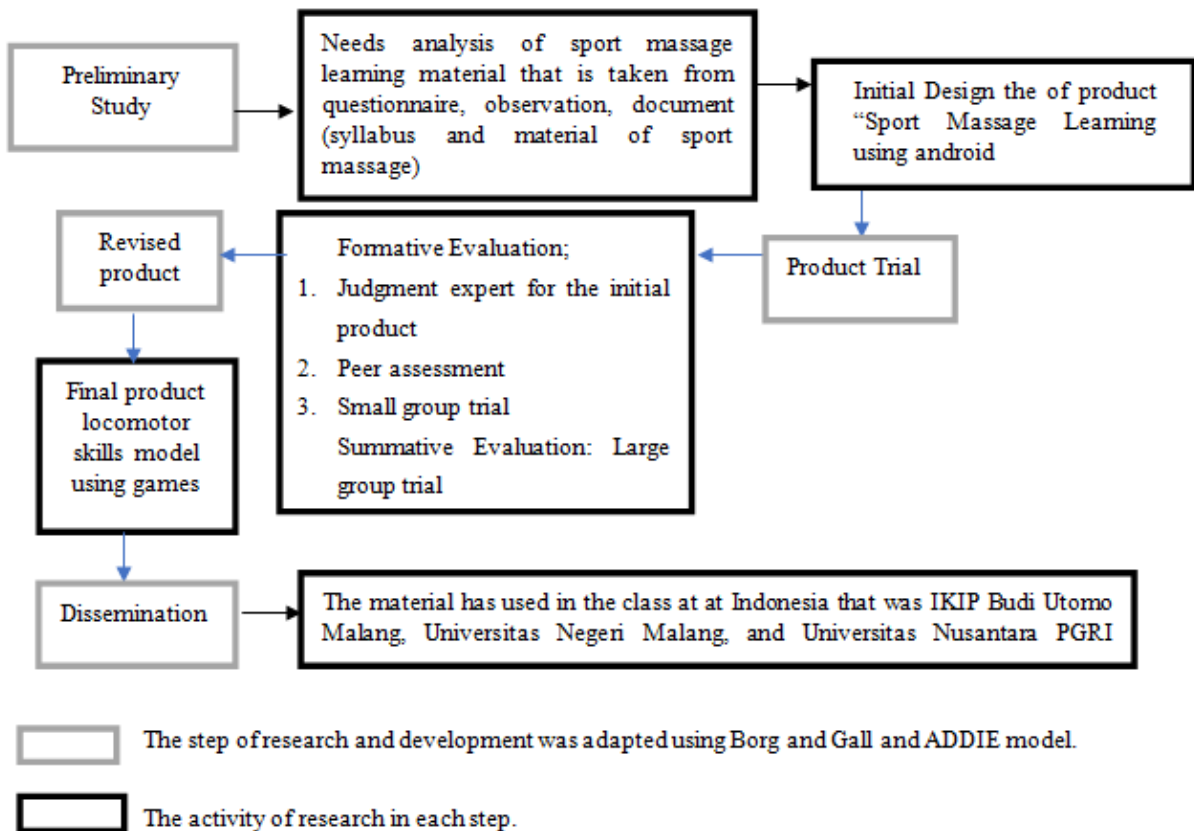 Preliminary
Study
Needs analysis of sport massage
learning material that is taken from
questionnaire, observation, document
(syllabus and material of sport
massage)
Initial Design the of product
“Sport Massage Learning
using android
Revised
product
Formative Evaluation;
1. Judgment expert for the initial
product
2. Peer assessment
3. Small group trial
Summative Evaluation: Large
group trial
Product Trial
Final product
locomotor
skills model
using games
Dissemination
The material has used in the class at at Indonesia that was IKIP Budi Utomo
Malang, Universitas Negeri Malang, and Universitas Nusantara PGRI
The step of research and development was adapted using Borg and Gall and ADDIE model.
The activity of research in each step.